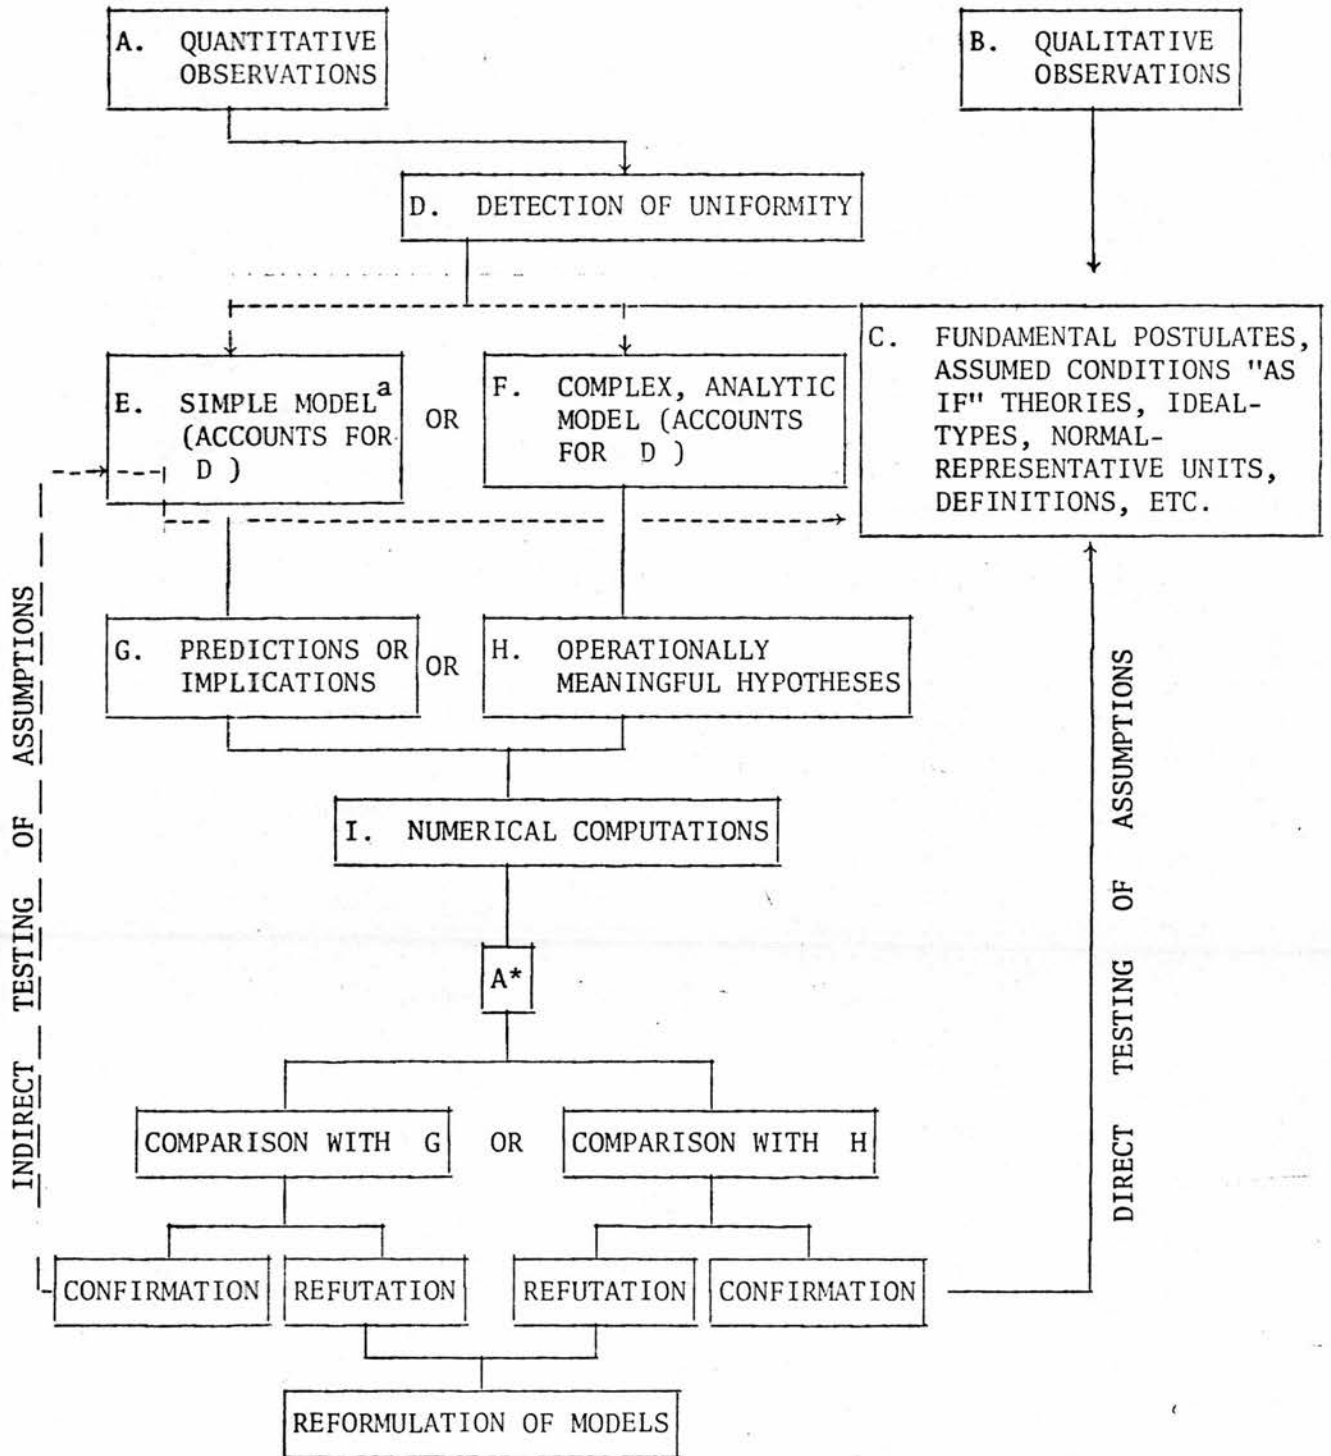 A. QUANTITATIVE
OBSERVATIONS
B. QUALITATIVE
OBSERVATIONS
D. DETECTION OF UNIFORMITY
C. FUNDAMENTAL POSTULATES,
ASSUMED CONDITIONS "AS
IF" THEORIES, IDEAL-
TYPES, NORMAL-
REPRESENTATIVE UNITS,
DEFINITIONS, ETC.
E. SIMPLE MODELa
(ACCOUNTS FOR
D )
OR
F. COMPLEX, ANALYTIC
MODEL (ACCOUNTS
FOR D )
INDIRECT TESTING OF ASSUMPTIONS
G. PREDICTIONS OR
IMPLICATIONS
OR
H. OPERATIONALLY
MEANINGFUL HYPOTHESES
DIRECT TESTING OF ASSUMPTIONS
I. NUMERICAL COMPUTATIONS
A*
COMPARISON WITH G
OR
COMPARISON WITH H
CONFIRMATION
REFUTATION
REFUTATION
CONFIRMATION
REFORMULATION OF MODELS